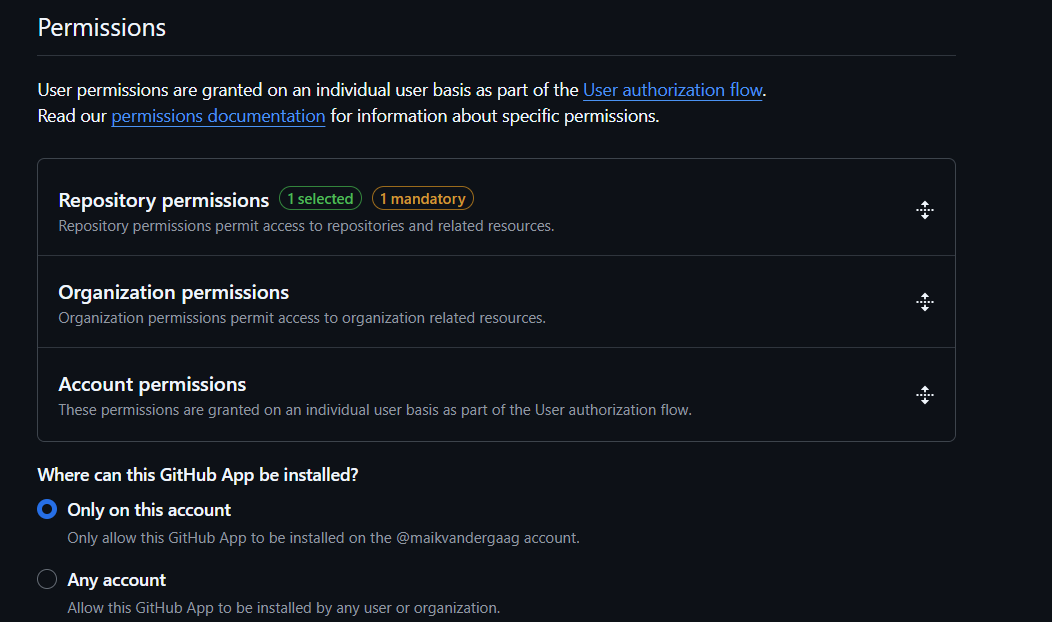 Permissions
User permissions are granted on an individual user basis as part of the User authorization flow.
Read our permissions documentation for information about specific permissions.
Repository permissions 1 selected 1 mandatory
Repository permissions permit access to repositories and related resources.
Organization permissions
Organization permissions permit access to organization related resources.
Account permissions
These permissions are granted on an individual user basis as part of the User authorization flow.
Where can this GitHub App be installed?
Only on this account
Only allow this GitHub App to be installed on the @maikvandergaag account.
Any account
Allow this GitHub App to be installed by any user or organization.